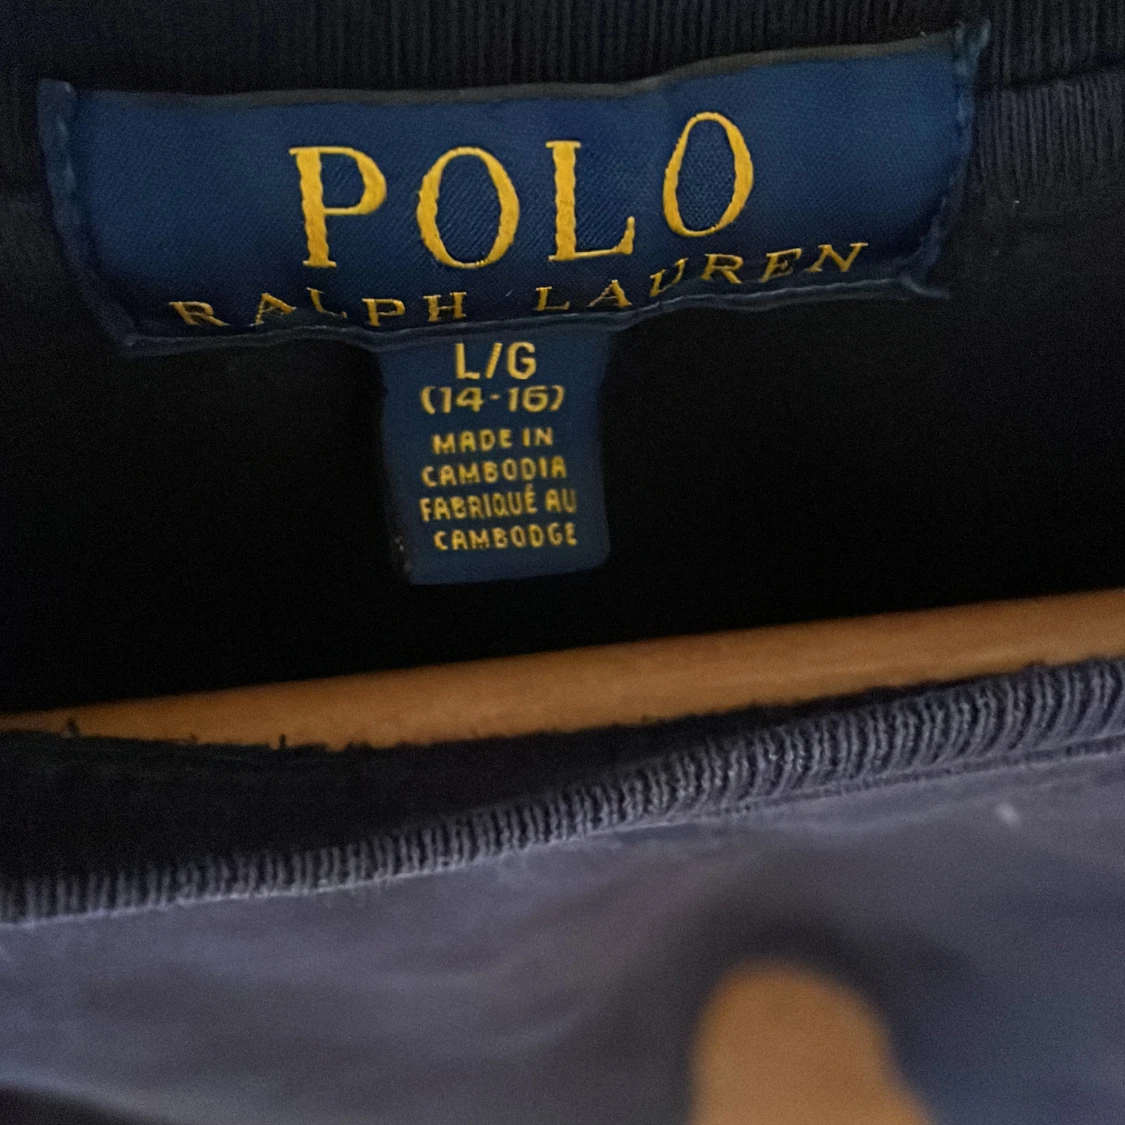 POLO
RALPH LAUREN
L/G
(14-16)
MADE IN
CAMBODIA
FABRIQUÉ AU
CAMBODGE